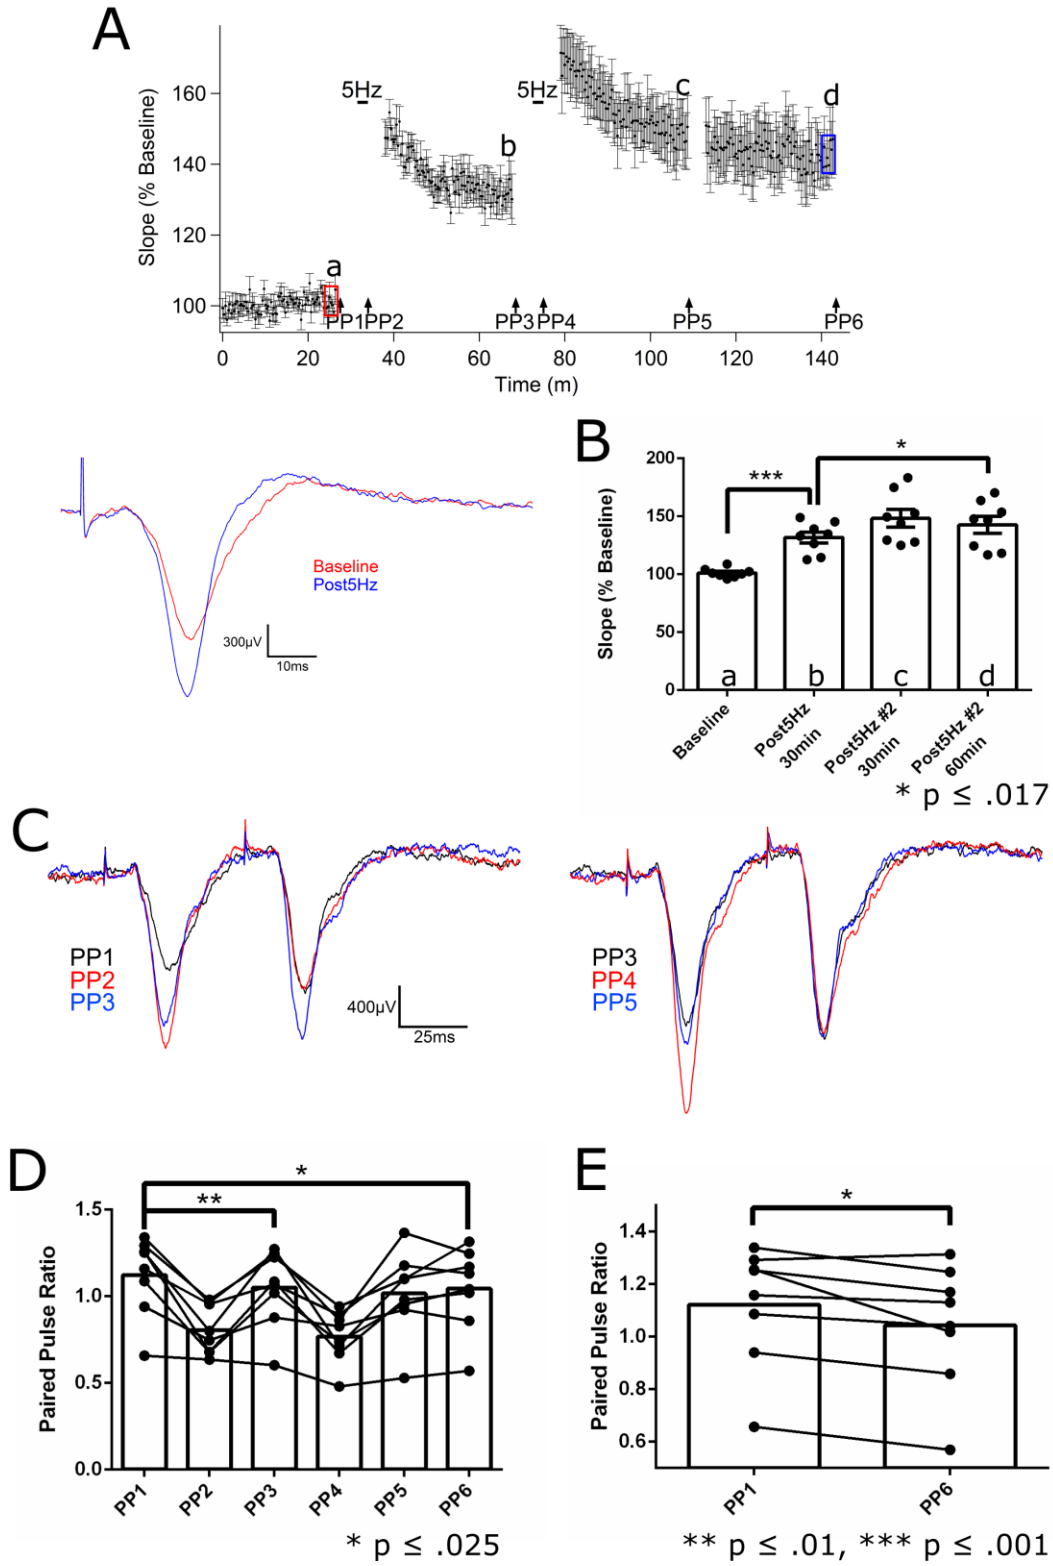 A
Slope (% Baseline)
160
140
120
100
5Hz
5Hz
a
b
c
d
PP1 PP2 PP3 PP4 PP5 PP6
0 20 40 60 80 100 120 140
Time (m)
Baseline
Post5Hz
300μV
10ms
B
Slope (% Baseline)
200
150
100
50
0
***
*
a b c d
Baseline
Post5Hz
30min
Post5Hz #2
30min
Post5Hz #2
60min
* p ≤ .017
C
PP1
PP2
PP3
400μV
25ms
PP3
PP4
PP5
D
Paired Pulse Ratio
1.5
1.0
0.5
0.0
*
**
PP1 PP2 PP3 PP4 PP5 PP6
* p ≤ .025
E
Paired Pulse Ratio
1.4
1.2
1.0
0.8
0.6
*
PP1 PP6
** p ≤ .01, *** p ≤ .001